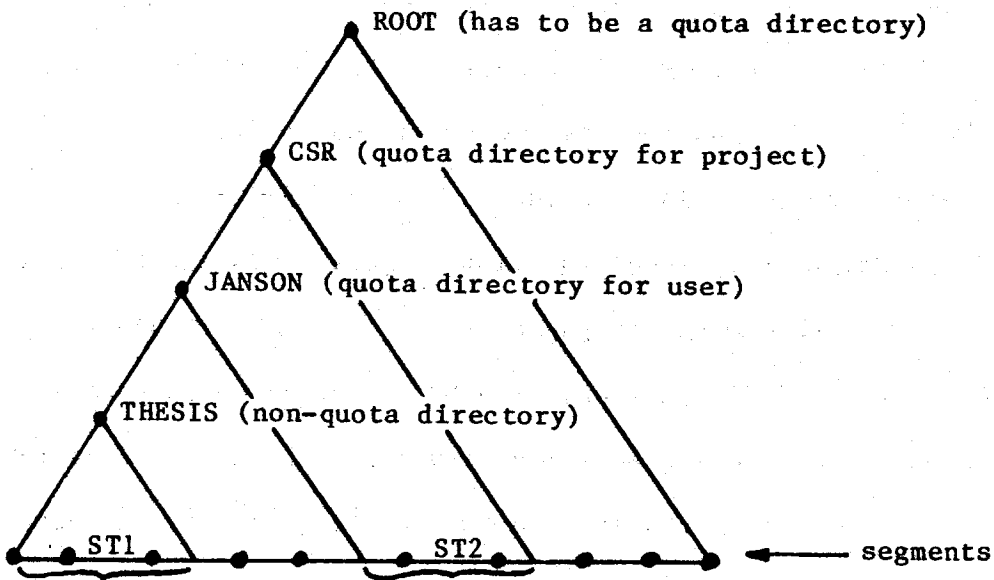 ROOT (has to be a quota directory)
CSR (quota directory for project)
JANSON (quota directory for user)
THESIS (non-quota directory)
ST1
ST2
segments